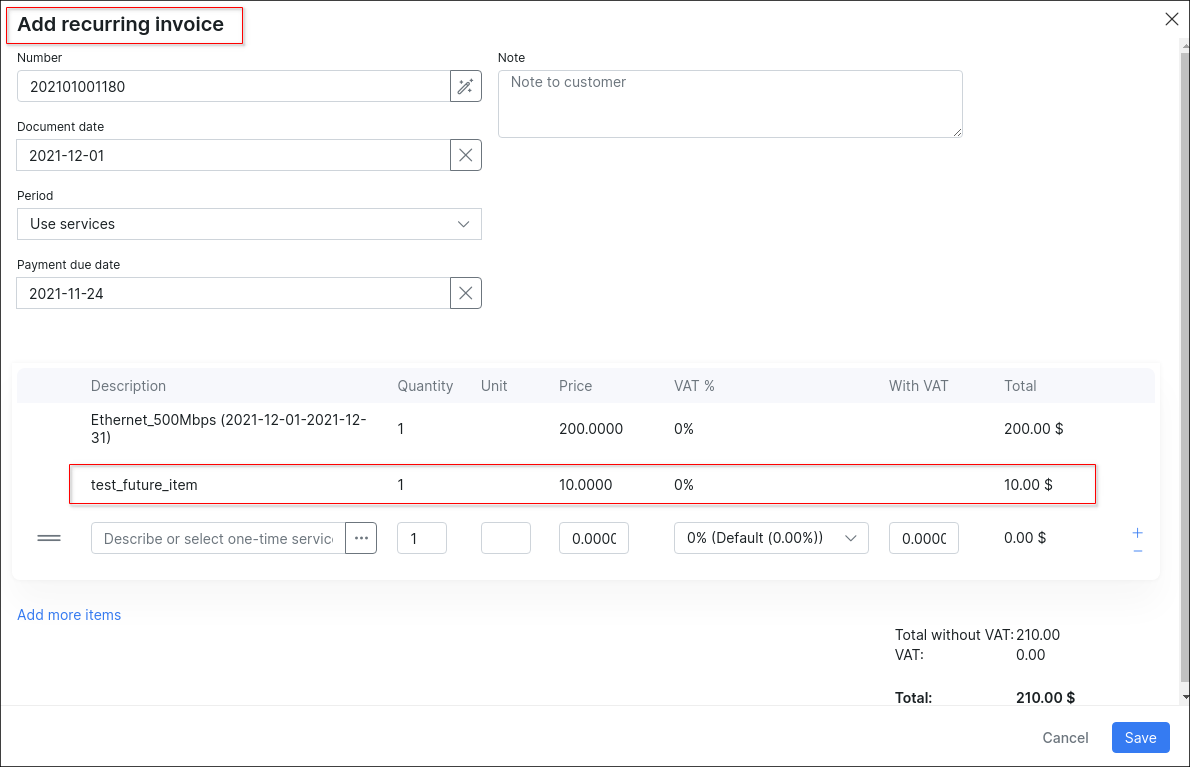 Add recurring invoice
Number
Note
202101001180
Note to customer
Document date
2021-12-01
Period
Use services
Payment due date
2021-11-24
Description Quantity Unit Price VAT % With VAT Total
Ethernet_500Mbps (2021-12-01-2021-12-
31)
1 200.0000 0% 200.00 $
test_future_item 1 10.0000 0% 10.00 $
Describe or select one-time servic ... 1 0.000 0% (Default (0.00%)) 0.000 0.00 $ +
−
Add more items
Total without VAT: 210.00
VAT: 0.00
Total: 210.00 $
Cancel Save